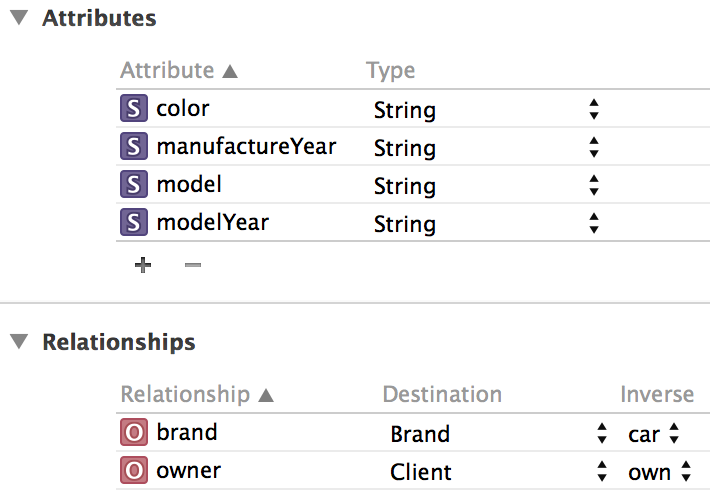 Attributes
Attribute Type
S color String
S manufactureYear String
S model String
S modelYear String
Relationships
Relationship Destination Inverse
O brand Brand car
O owner Client own